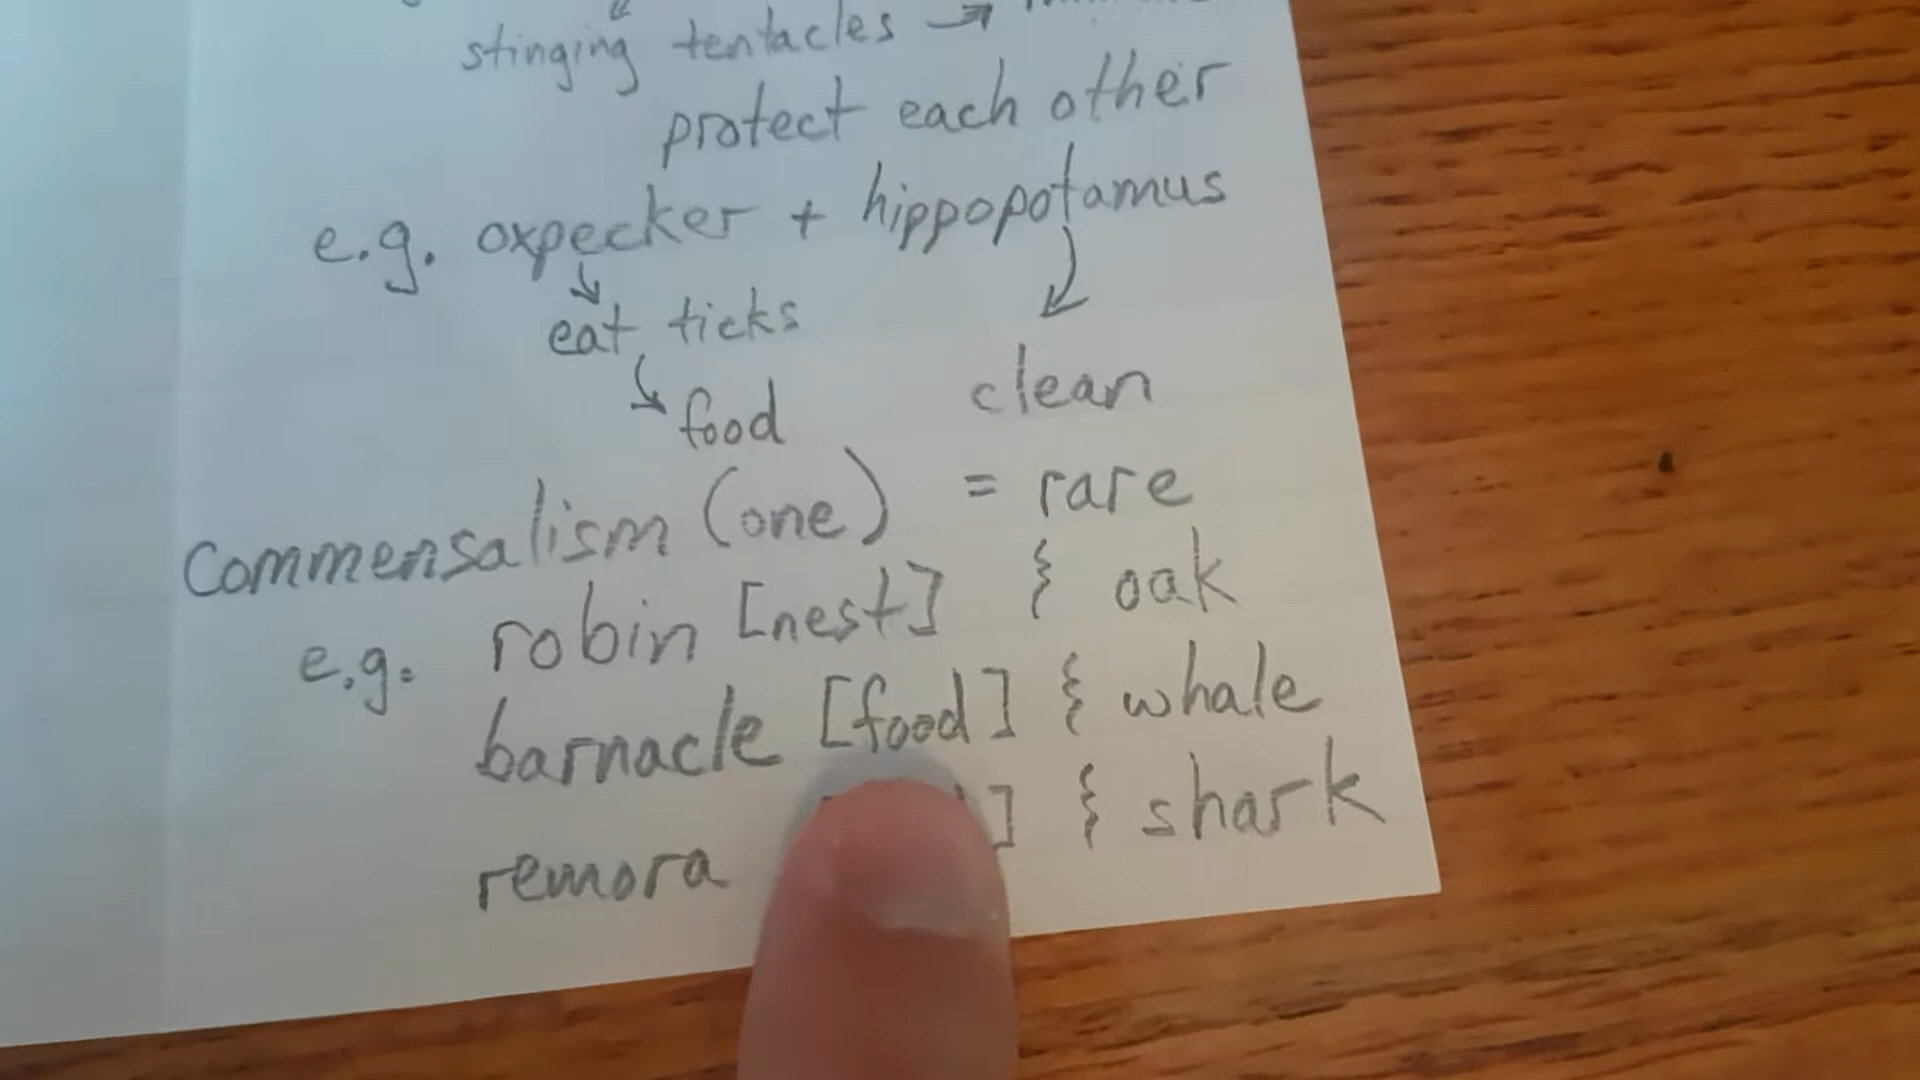 stinging tentacles →
protect each other
e.g. oxpecker + hippopotamus
eat ticks
food clean
Commensalism (one) = rare
e.g. robin [nest] } oak
barnacle [food] } whale
remora ] } shark